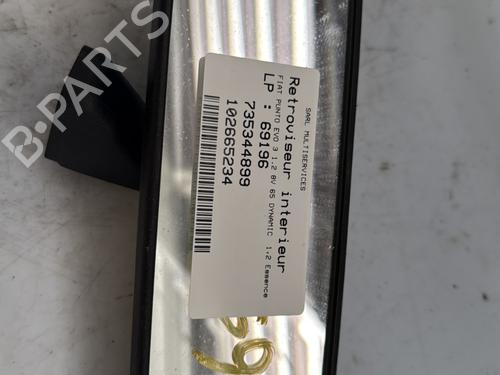 SARL MULTISERVICES
Retroviseur interieur
FIAT PUNTO EVO 3 1.2 8V 65 DYNAMIC 1.2 Essence
LP : 69196
735344899
102665234
B-Parts